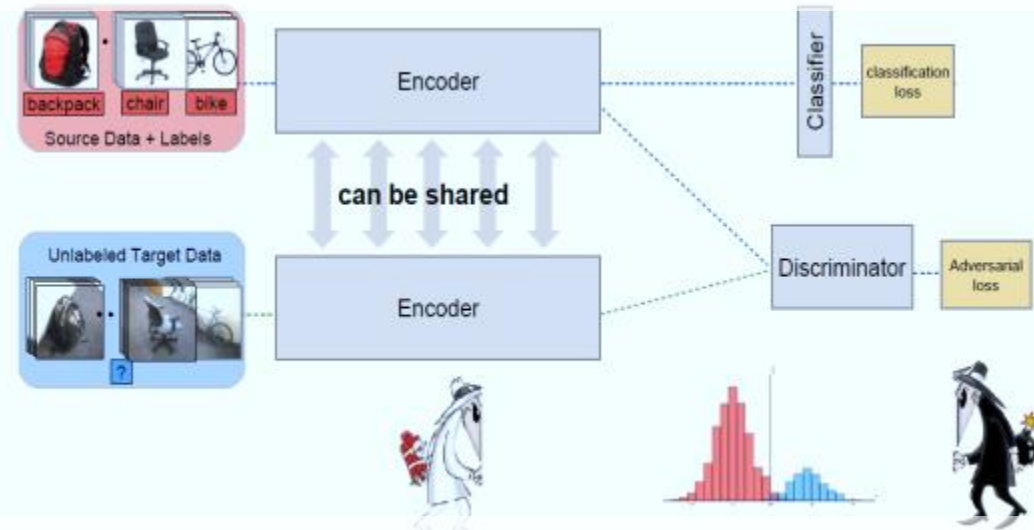 backpack
chair
bike
Source Data + Labels
Encoder
Classifier
classification
loss
can be shared
Unlabeled Target Data
?
Encoder
Discriminator
Adversarial
loss